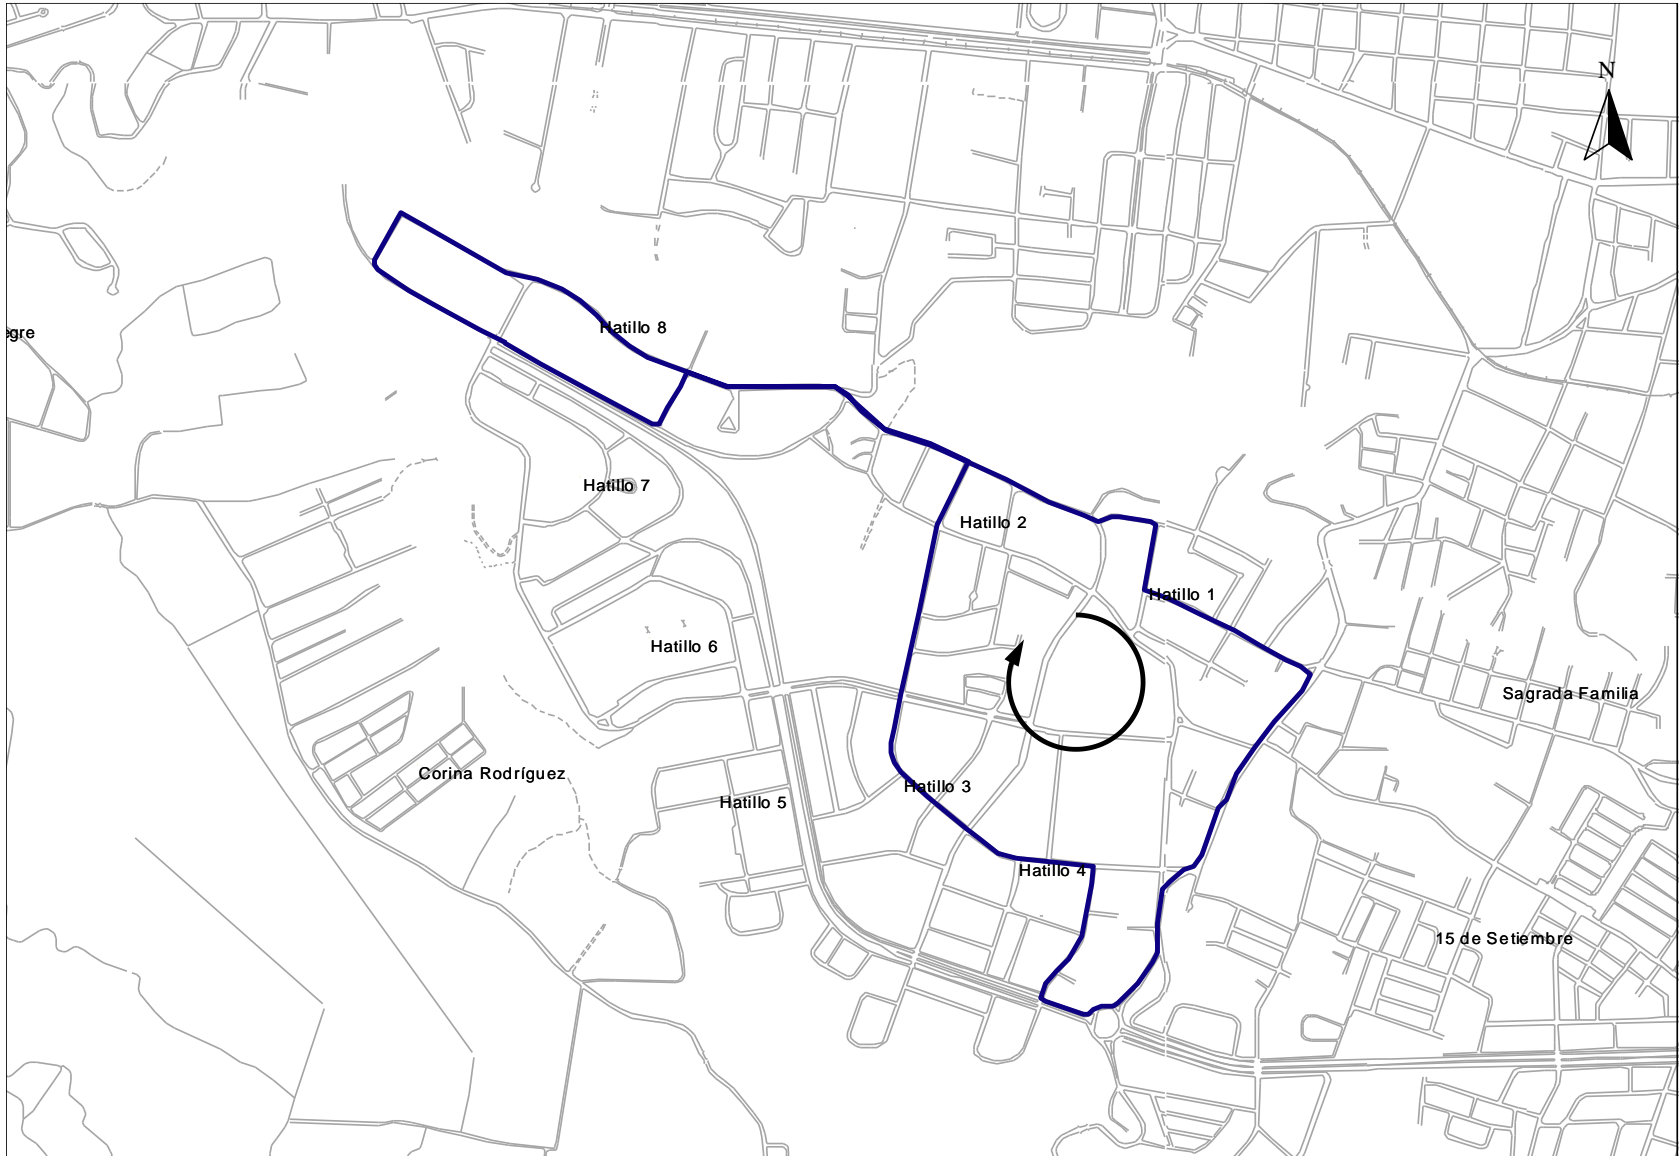 N
Hatillo 8
egre
Hatillo 7
Hatillo 2
Hatillo 1
Hatillo 6
Sagrada Familia
Corina Rodríguez
Hatillo 3
Hatillo 5
Hatillo 4
15 de Setiembre